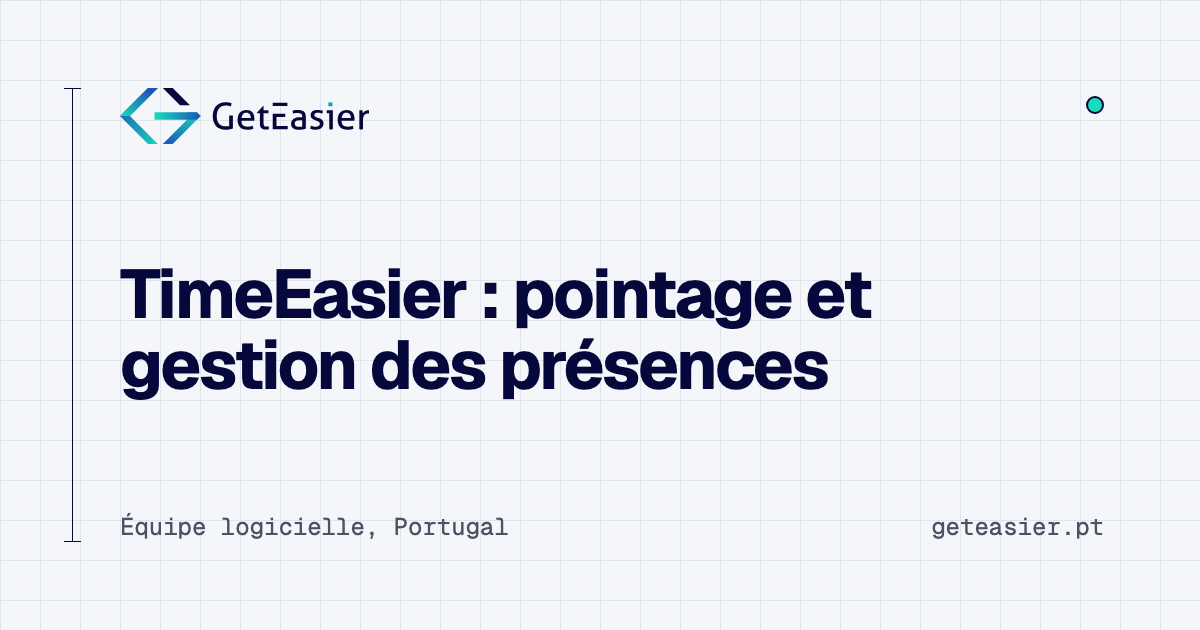 GetEasier
TimeEasier : pointage et
gestion des présences
Équipe logicielle, Portugal
geteasier.pt